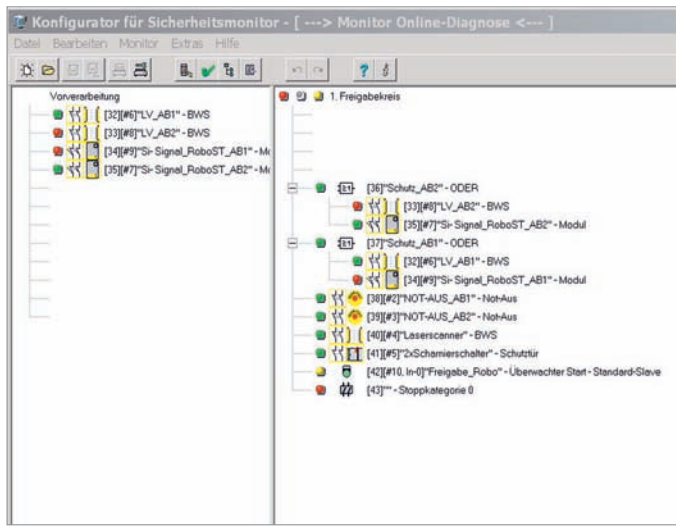 Konfigurator für Sicherheitsmonitor - [ ---> Monitor Online-Diagnose <--- ]
Datei Bearbeiten Monitor Extras Hilfe
Vorverarbeitung
[32][#6]"LV_AB1" - BWS
[33][#8]"LV_AB2" - BWS
[34][#9]"Si- Signal_RoboST_AB1" - Mo
[35][#7]"Si- Signal_RoboST_AB2" - Mo
1. Freigabekreis
[36]"Schutz_AB2" - ODER
[33][#8]"LV_AB2" - BWS
[35][#7]"Si- Signal_RoboST_AB2" - Modul
[37]"Schutz_AB1" - ODER
[32][#6]"LV_AB1" - BWS
[34][#9]"Si- Signal_RoboST_AB1" - Modul
[38][#2]"NOT-AUS_AB1" - Not-Aus
[39][#3]"NOT-AUS_AB2" - Not-Aus
[40][#4]"Laserscanner" - BWS
[41][#5]"2xScharnierschalter" - Schutztür
[42][#10. In-0]"Freigabe_Robo" - Überwachter Start - Standard-Slave
[43]"" - Stoppkategorie 0